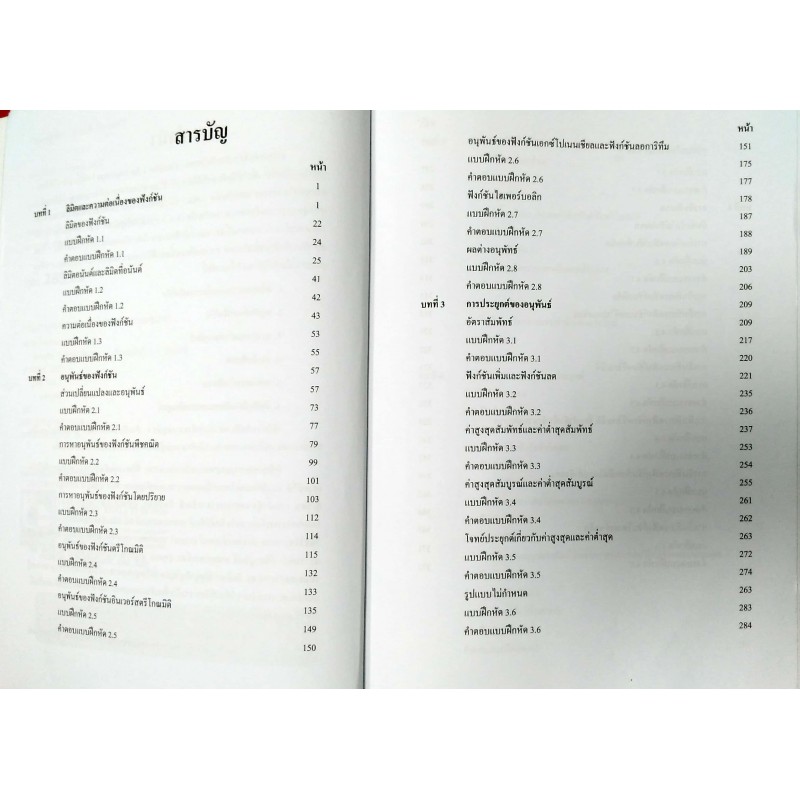 สารบัญ
หน้า
บทที่ 1 ลิมิตและความต่อเนื่องของฟังก์ชัน 1
ลิมิตของฟังก์ชัน 1
แบบฝึกหัด 1.1 22
คำตอบแบบฝึกหัด 1.1 24
ลิมิตอนันต์และลิมิตที่อนันต์ 25
แบบฝึกหัด 1.2 41
คำตอบแบบฝึกหัด 1.2 42
ความต่อเนื่องของฟังก์ชัน 43
แบบฝึกหัด 1.3 53
คำตอบแบบฝึกหัด 1.3 55
บทที่ 2 อนุพันธ์ของฟังก์ชัน 57
ส่วนเปลี่ยนแปลงและอนุพันธ์ 57
แบบฝึกหัด 2.1 73
คำตอบแบบฝึกหัด 2.1 77
การหาอนุพันธ์ของฟังก์ชันพีชคณิต 79
แบบฝึกหัด 2.2 99
คำตอบแบบฝึกหัด 2.2 101
การหาอนุพันธ์ของฟังก์ชันโดยปริยาย 103
แบบฝึกหัด 2.3 112
คำตอบแบบฝึกหัด 2.3 114
อนุพันธ์ของฟังก์ชันตรีโกณมิติ 115
แบบฝึกหัด 2.4 132
คำตอบแบบฝึกหัด 2.4 133
อนุพันธ์ของฟังก์ชันอินเวอร์สตรีโกณมิติ 135
แบบฝึกหัด 2.5 149
คำตอบแบบฝึกหัด 2.5 150
หน้า
อนุพันธ์ของฟังก์ชันเอกซ์โปเนนเชียลและฟังก์ชันลอการิทึม 151
แบบฝึกหัด 2.6 175
คำตอบแบบฝึกหัด 2.6 177
ฟังก์ชันไฮเพอร์บอลิก 178
แบบฝึกหัด 2.7 187
คำตอบแบบฝึกหัด 2.7 188
ผลต่างอนุพัทธ์ 189
แบบฝึกหัด 2.8 203
คำตอบแบบฝึกหัด 2.8 206
บทที่ 3 การประยุกต์ของอนุพันธ์ 209
อัตราสัมพัทธ์ 209
แบบฝึกหัด 3.1 217
คำตอบแบบฝึกหัด 3.1 220
ฟังก์ชันเพิ่มและฟังก์ชันลด 221
แบบฝึกหัด 3.2 235
คำตอบแบบฝึกหัด 3.2 236
ค่าสูงสุดสัมพัทธ์และค่าต่ำสุดสัมพัทธ์ 237
แบบฝึกหัด 3.3 253
คำตอบแบบฝึกหัด 3.3 254
ค่าสูงสุดสัมบูรณ์และค่าต่ำสุดสัมบูรณ์ 255
แบบฝึกหัด 3.4 261
คำตอบแบบฝึกหัด 3.4 262
โจทย์ประยุกต์เกี่ยวกับค่าสูงสุดและค่าต่ำสุด 263
แบบฝึกหัด 3.5 272
คำตอบแบบฝึกหัด 3.5 274
รูปแบบไม่กำหนด 263
แบบฝึกหัด 3.6 283
คำตอบแบบฝึกหัด 3.6 284